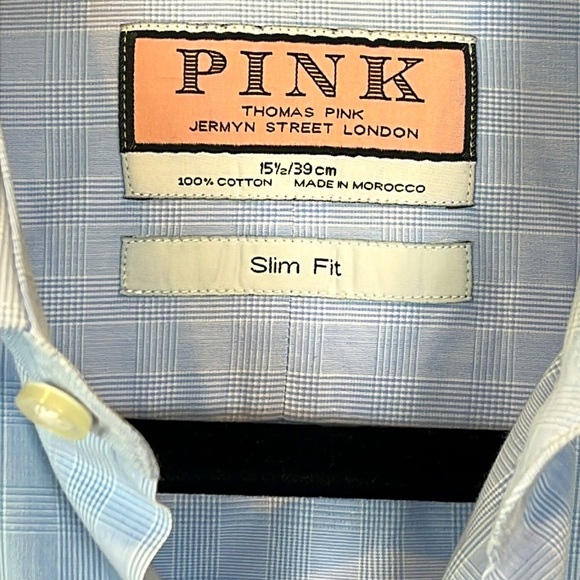 PINK
THOMAS PINK
JERMYN STREET LONDON
15½/39cm
100% COTTON MADE IN MOROCCO
Slim Fit